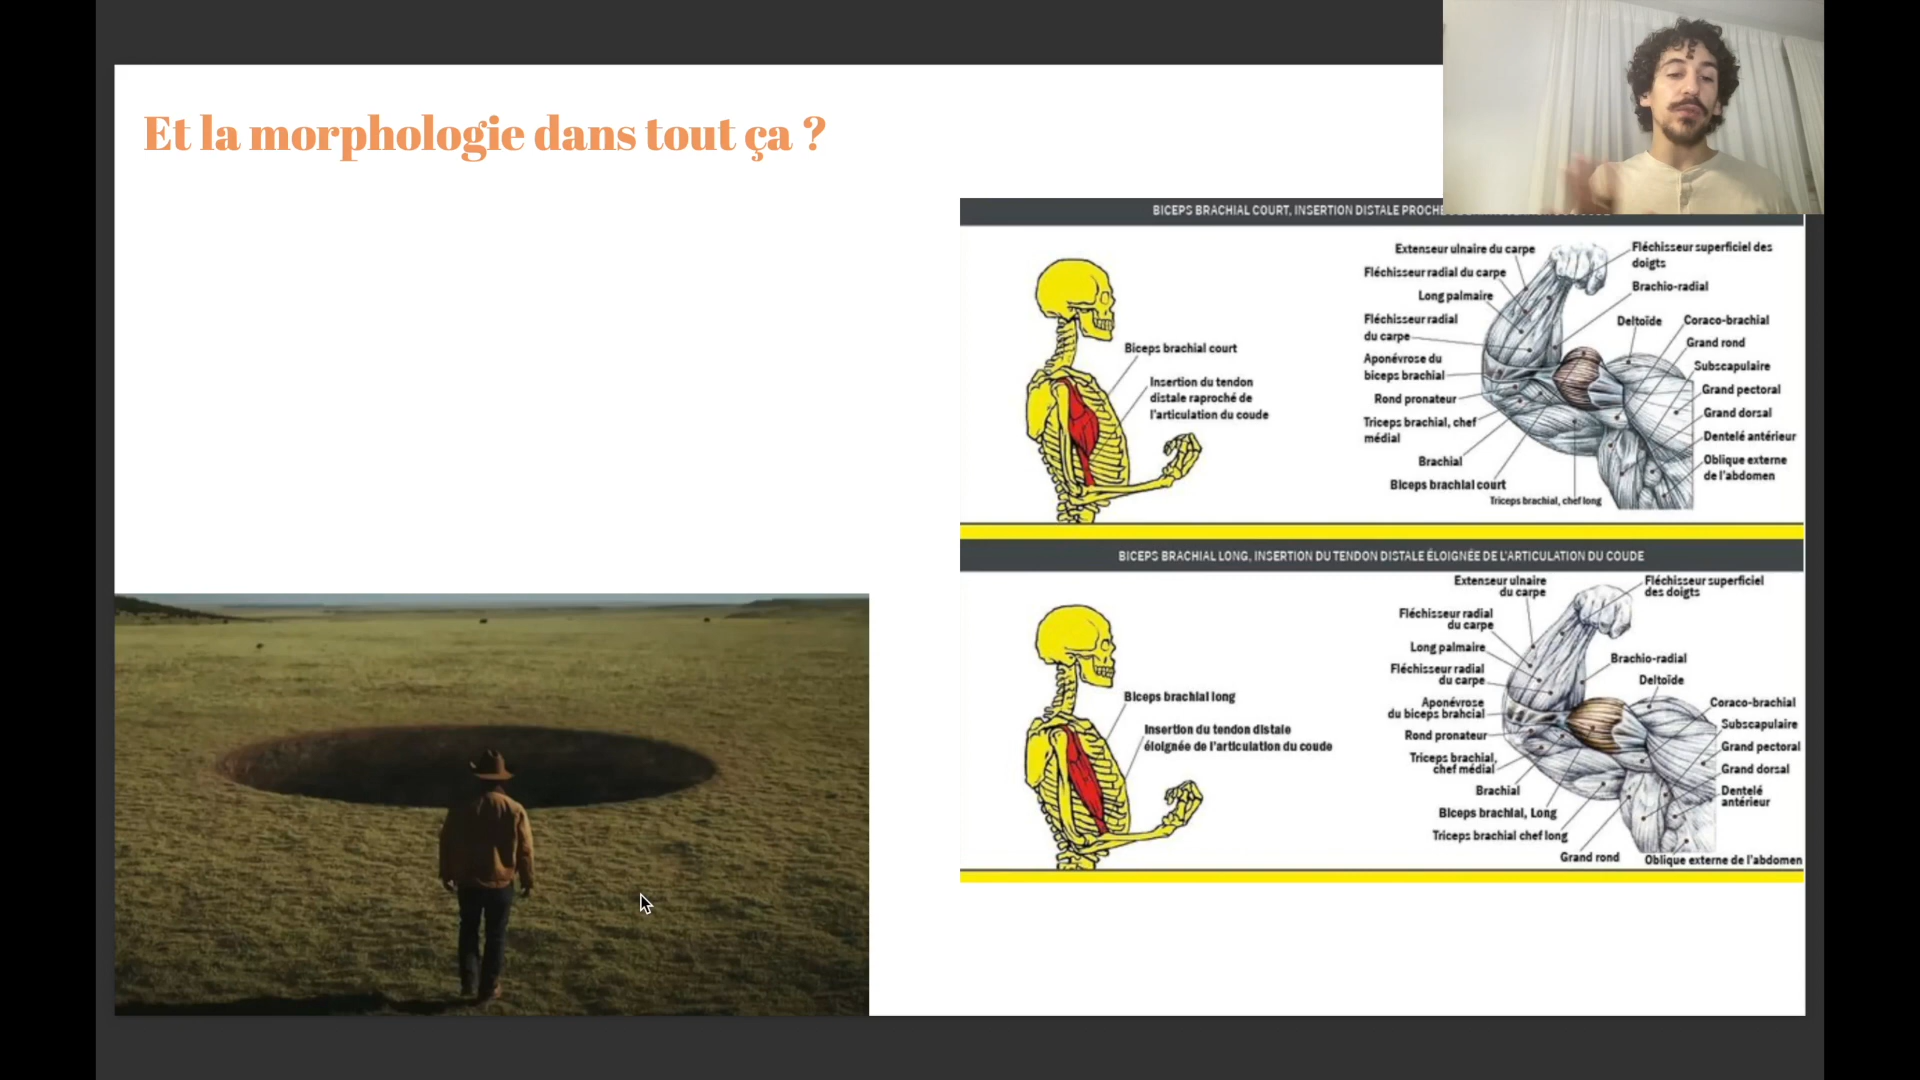 Et la morphologie dans tout ça ?
BICEPS BRACHIAL COURT, INSERTION DISTALE PROCHE
Extenseur ulnaire du carpe
Fléchisseur radial du carpe
Long palmaire
Fléchisseur radial
du carpe
Aponévrose du
biceps brachial
Rond pronateur
Triceps brachial, chef
médial
Brachial
Biceps brachial court
Triceps brachial, chef long
Fléchisseur superficiel des
doigts
Brachio-radial
Deltoïde
Coraco-brachial
Grand rond
Subscapulaire
Grand pectoral
Grand dorsal
Dentelé antérieur
Oblique externe
de l'abdomen
Biceps brachial court
Insertion du tendon
distale raproché de
l'articulation du coude
BICEPS BRACHIAL LONG, INSERTION DU TENDON DISTALE ÉLOIGNÉE DE L'ARTICULATION DU COUDE
Extenseur ulnaire
du carpe
Fléchisseur radial
du carpe
Long palmaire
Fléchisseur radial
du carpe
Aponévrose
du biceps brahcial
Rond pronateur
Triceps brachial,
chef médial
Brachial
Biceps brachial, Long
Triceps brachial chef long
Grand rond
Fléchisseur superficiel
des doigts
Brachio-radial
Deltoïde
Coraco-brachial
Subscapulaire
Grand pectoral
Grand dorsal
Dentelé
antérieur
Oblique externe de l'abdomen
Biceps brachial long
Insertion du tendon distale
éloignée de l'articulation du coude